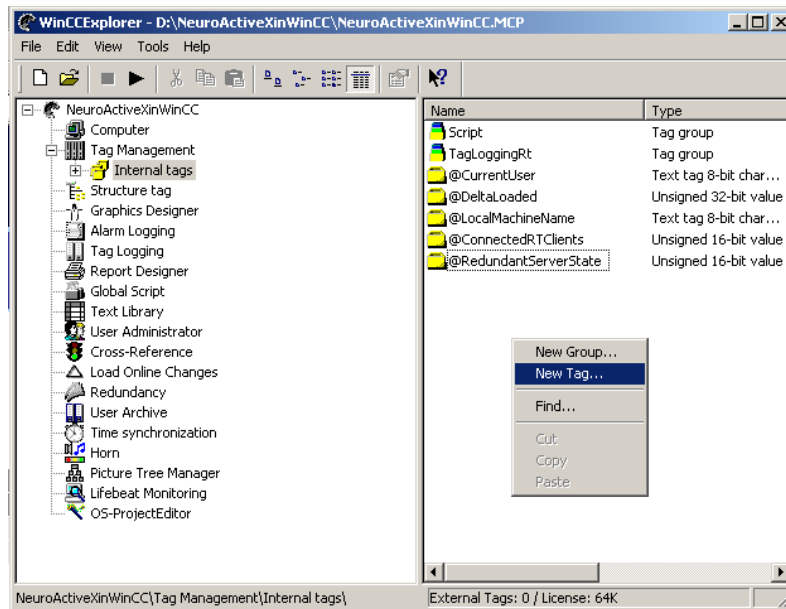 WinCCExplorer - D:\NeuroActiveXinWinCC\NeuroActiveXinWinCC.MCP
File Edit View Tools Help
NeuroActiveXinWinCC
Computer
Tag Management
Internal tags
Structure tag
Graphics Designer
Alarm Logging
Tag Logging
Report Designer
Global Script
Text Library
User Administrator
Cross-Reference
Load Online Changes
Redundancy
User Archive
Time synchronization
Horn
Picture Tree Manager
Lifebeat Monitoring
OS-ProjectEditor
Name Type
Script Tag group
TagLoggingRt Tag group
@CurrentUser Text tag 8-bit char...
@DeltaLoaded Unsigned 32-bit value
@LocalMachineName Text tag 8-bit char...
@ConnectedRTClients Unsigned 16-bit value
@RedundantServerState Unsigned 16-bit value
New Group...
New Tag...
Find...
Cut
Copy
Paste
NeuroActiveXinWinCC\Tag Management\Internal tags\ External Tags: 0 / License: 64K